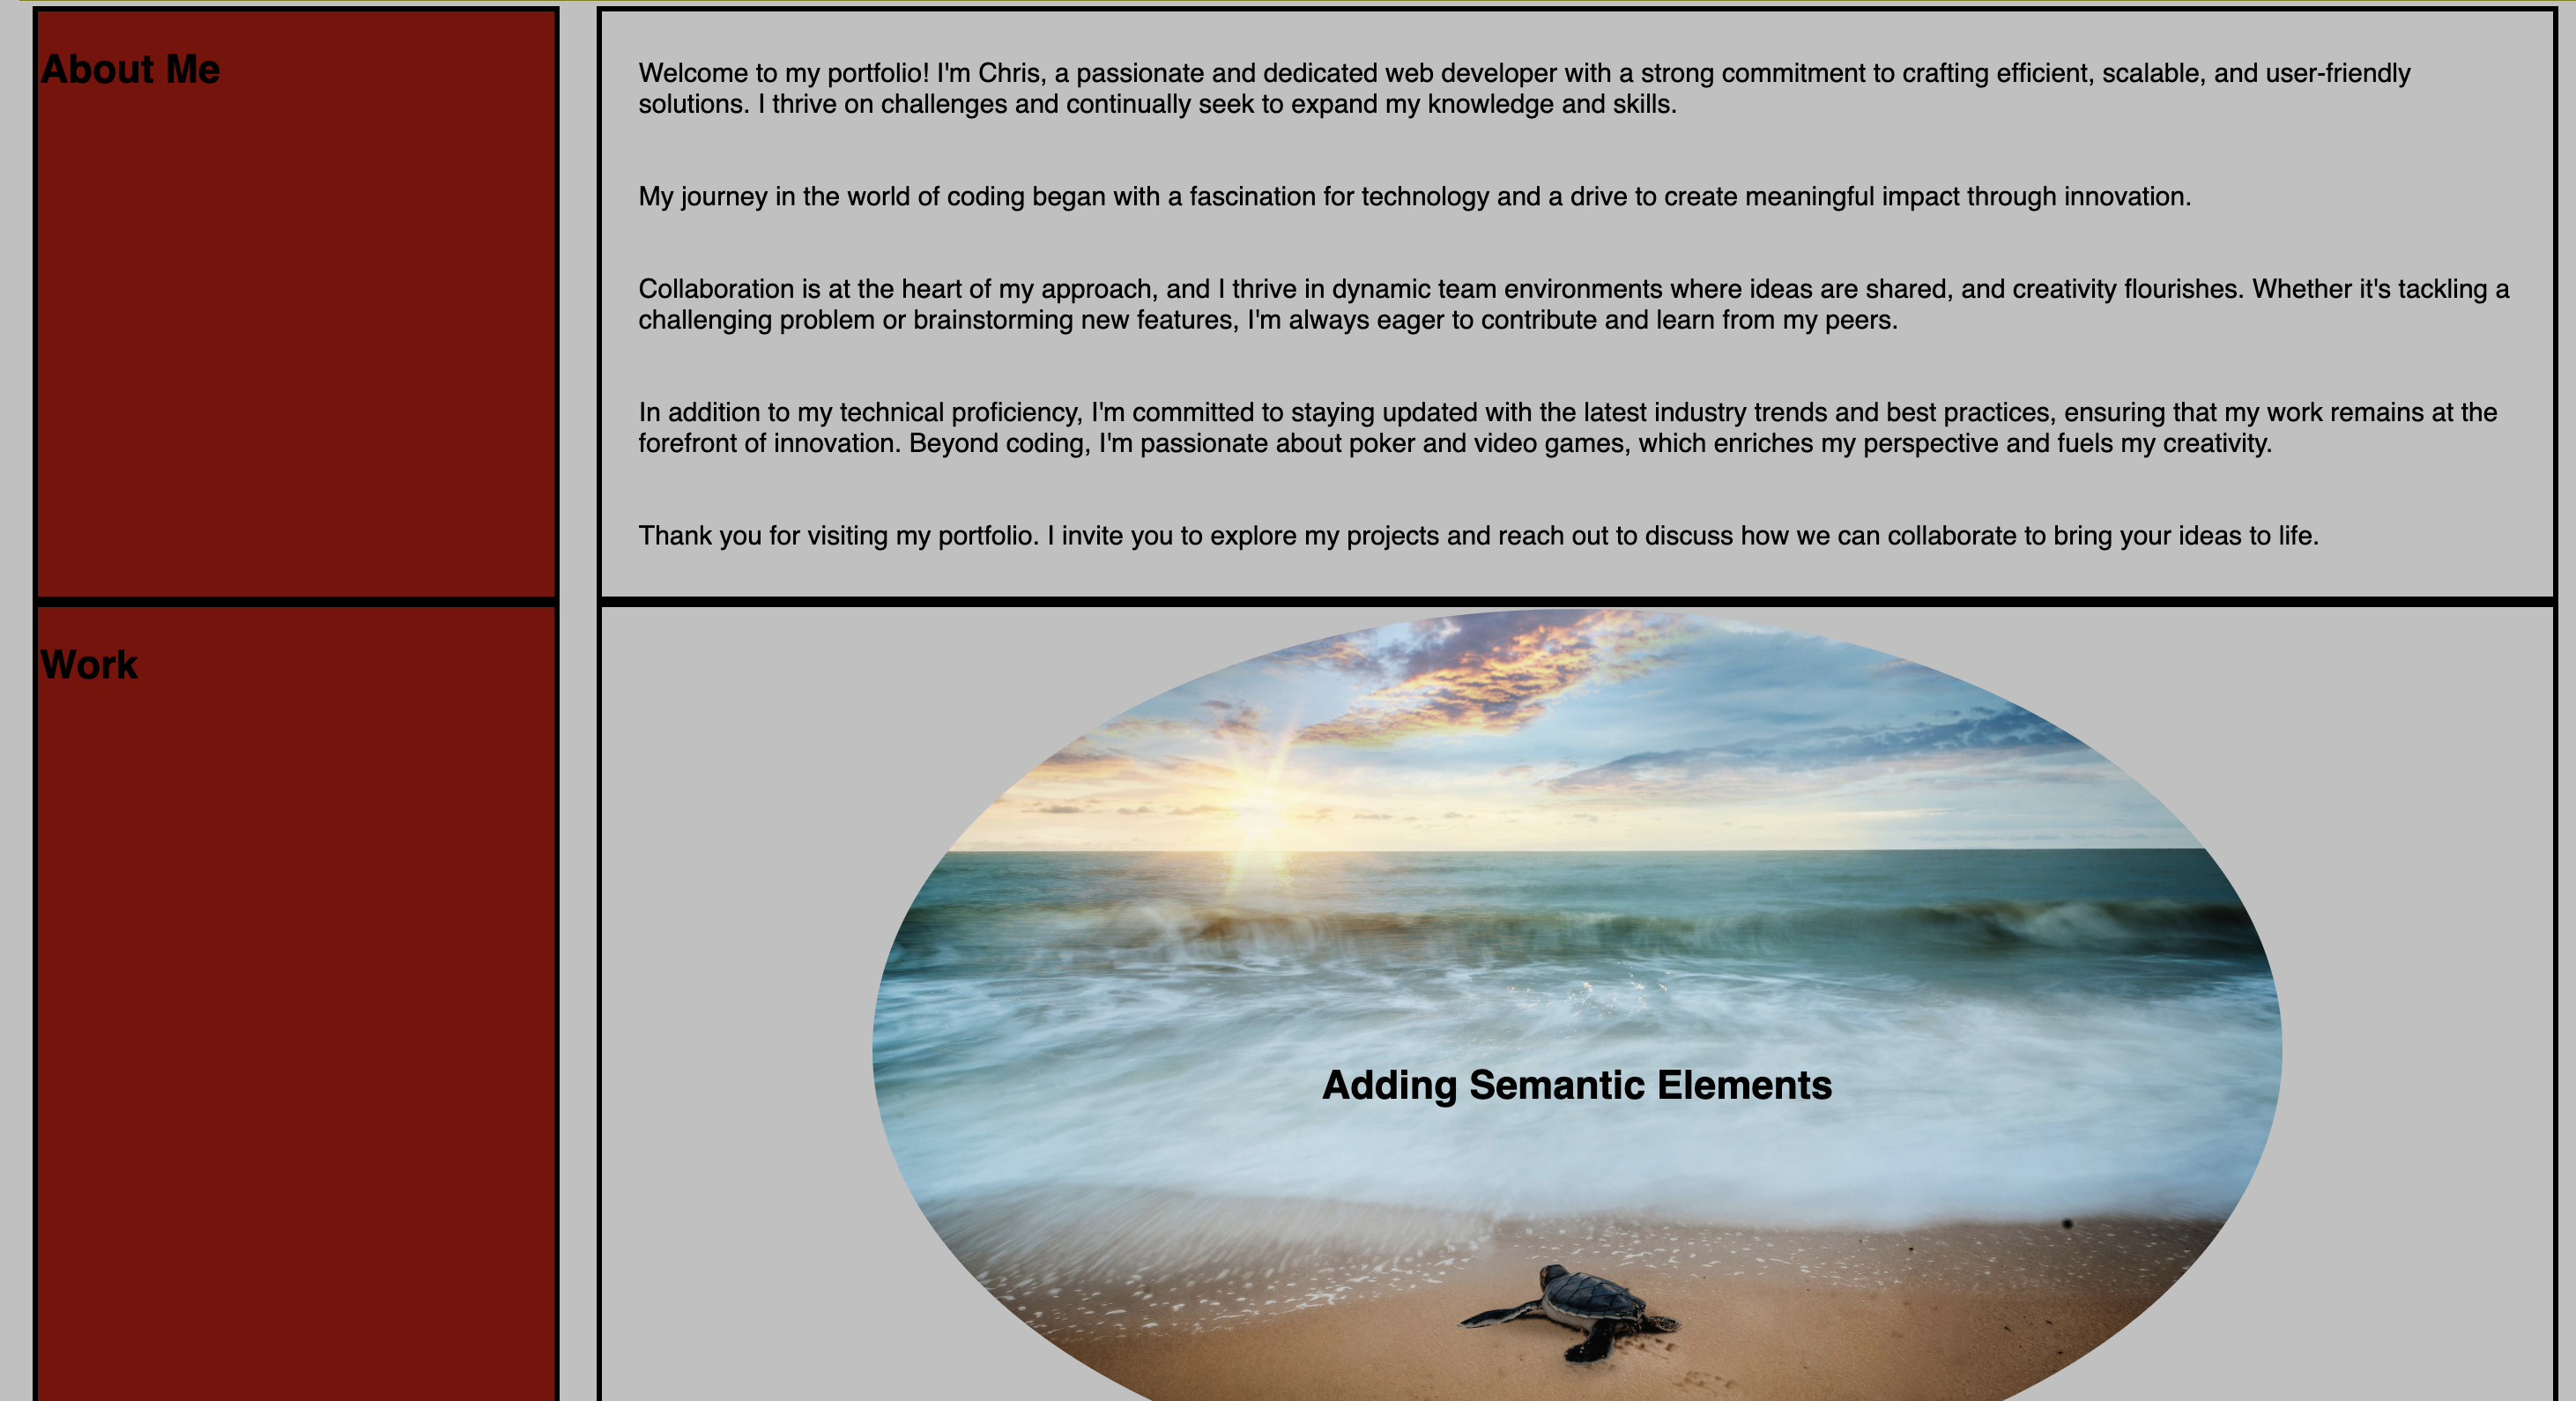 About Me
Welcome to my portfolio! I'm Chris, a passionate and dedicated web developer with a strong commitment to crafting efficient, scalable, and user-friendly
solutions. I thrive on challenges and continually seek to expand my knowledge and skills.
My journey in the world of coding began with a fascination for technology and a drive to create meaningful impact through innovation.
Collaboration is at the heart of my approach, and I thrive in dynamic team environments where ideas are shared, and creativity flourishes. Whether it's tackling a
challenging problem or brainstorming new features, I'm always eager to contribute and learn from my peers.
In addition to my technical proficiency, I'm committed to staying updated with the latest industry trends and best practices, ensuring that my work remains at the
forefront of innovation. Beyond coding, I'm passionate about poker and video games, which enriches my perspective and fuels my creativity.
Thank you for visiting my portfolio. I invite you to explore my projects and reach out to discuss how we can collaborate to bring your ideas to life.
Work
Adding Semantic Elements